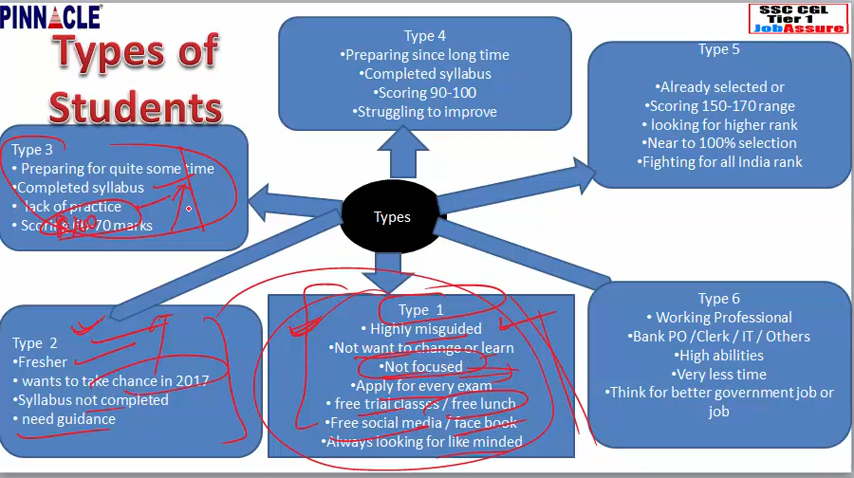 PINNACLE
SSC CGL
Tier 1
JobAssure
Types of
Students
Type 4
•Preparing since long time
•Completed syllabus
•Scoring 90-100
•Struggling to improve
Type 5
•Already selected or
•Scoring 150-170 range
• looking for higher rank
•Near to 100% selection
•Fighting for all India rank
Type 3
• Preparing for quite some time
•Completed syllabus
• lack of practice
• Scoring 70 marks
Types
Type 2
•Fresher
• wants to take chance in 2017
•Syllabus not completed
• need guidance
Type 1
• Highly misguided
•Not want to change or learn
•Not focused
•Apply for every exam
• free trial classes / free lunch
•Free social media / face book
•Always looking for like minded
Type 6
• Working Professional
•Bank PO /Clerk / IT / Others
•High abilities
•Very less time
•Think for better government job or
job